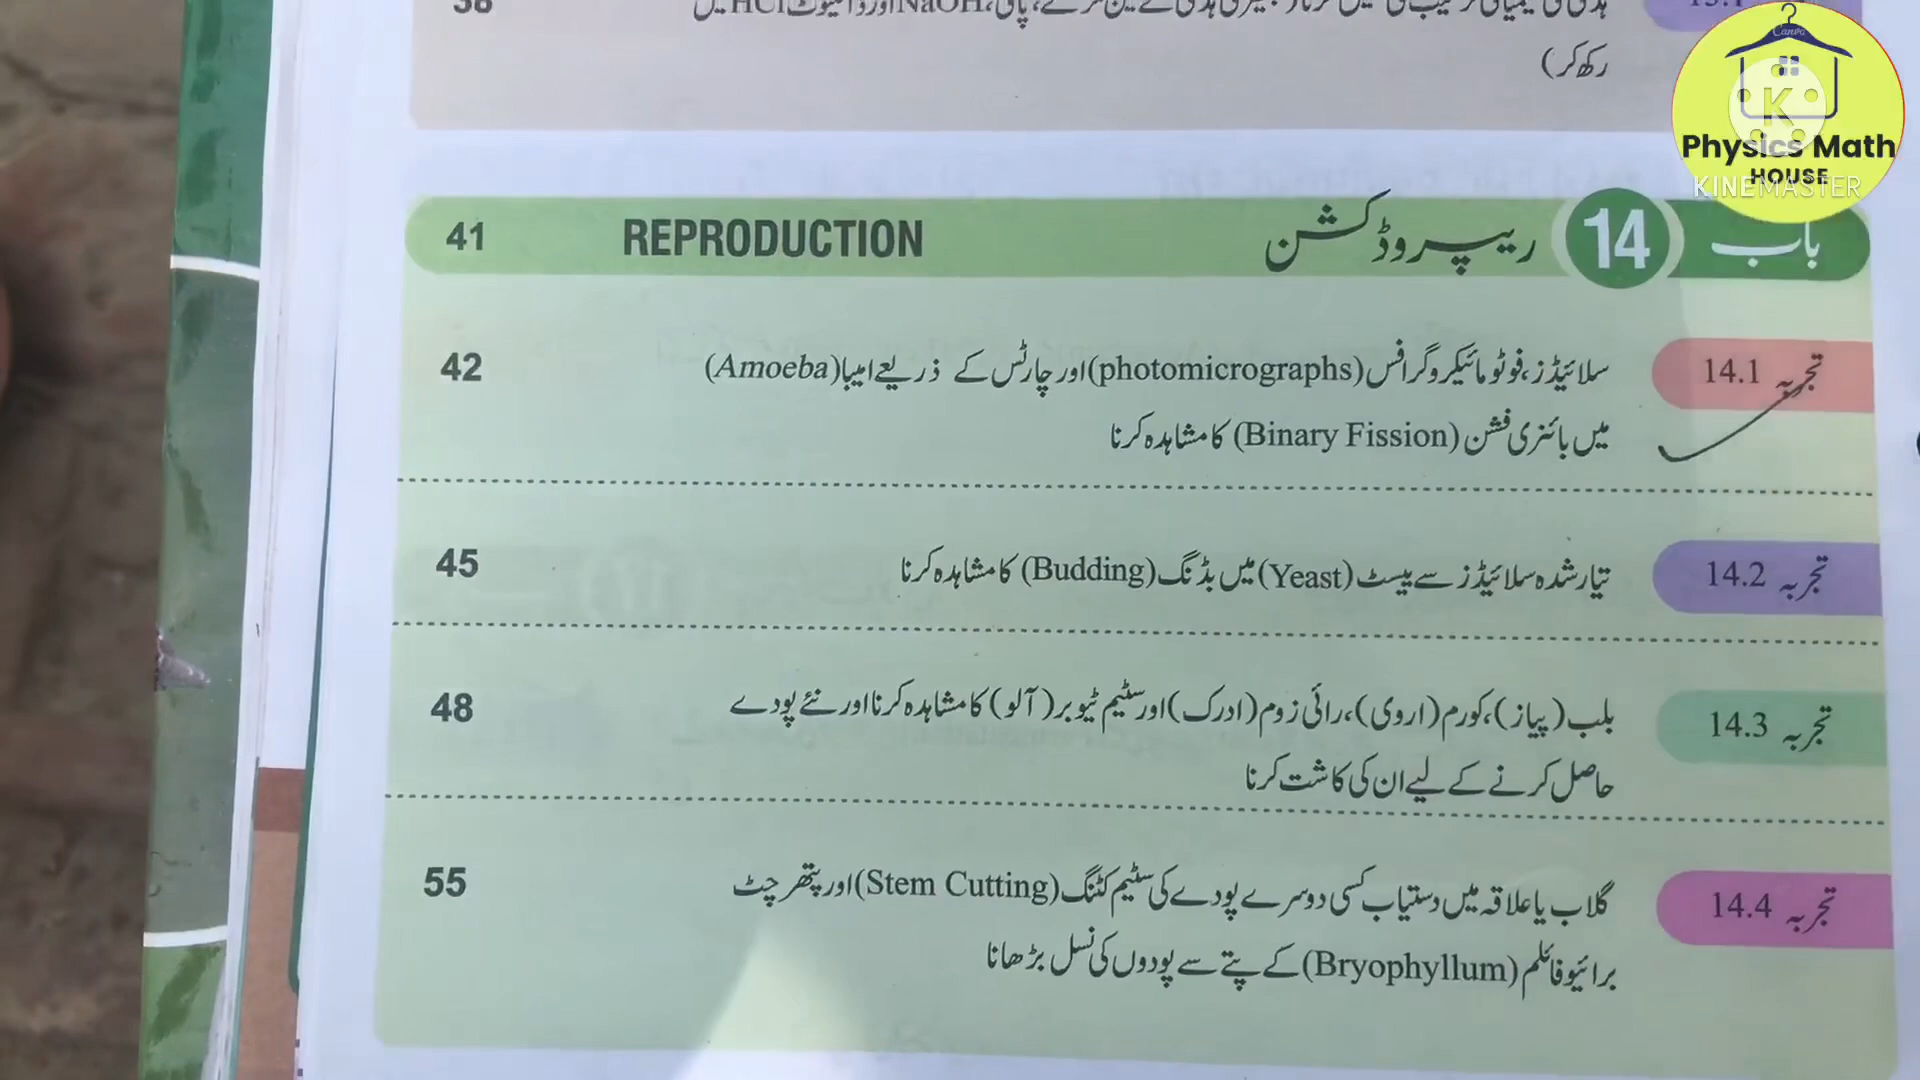 38
رکھ کر)
Canva
K
Physics Math
HOUSE
KINEMASTER
باب 14 ریپروڈکشن REPRODUCTION 41
تجربہ 14.1 سلائیڈز، فوٹو مائیکروگرافس (photomicrographs) اور چارٹس کے ذریعے امیبا (Amoeba) 42
میں بائنری فشن (Binary Fission) کا مشاہدہ کرنا
تجربہ 14.2 تیار شدہ سلائیڈز سے ییسٹ (Yeast) میں بڈنگ (Budding) کا مشاہدہ کرنا 45
تجربہ 14.3 بلب (پیاز)، کورم (اروی)، رائی زوم (ادرک) اور سٹیم ٹیوبر (آلو) کا مشاہدہ کرنا اور نئے پودے 48
حاصل کرنے کے لیے ان کی کاشت کرنا
تجربہ 14.4 گلاب یا علاقہ میں دستیاب کسی دوسرے پودے کی سٹیم کٹنگ (Stem Cutting) اور پتھر چٹ 55
برائیوفائلم (Bryophyllum) کے پتے سے پودوں کی نسل بڑھانا